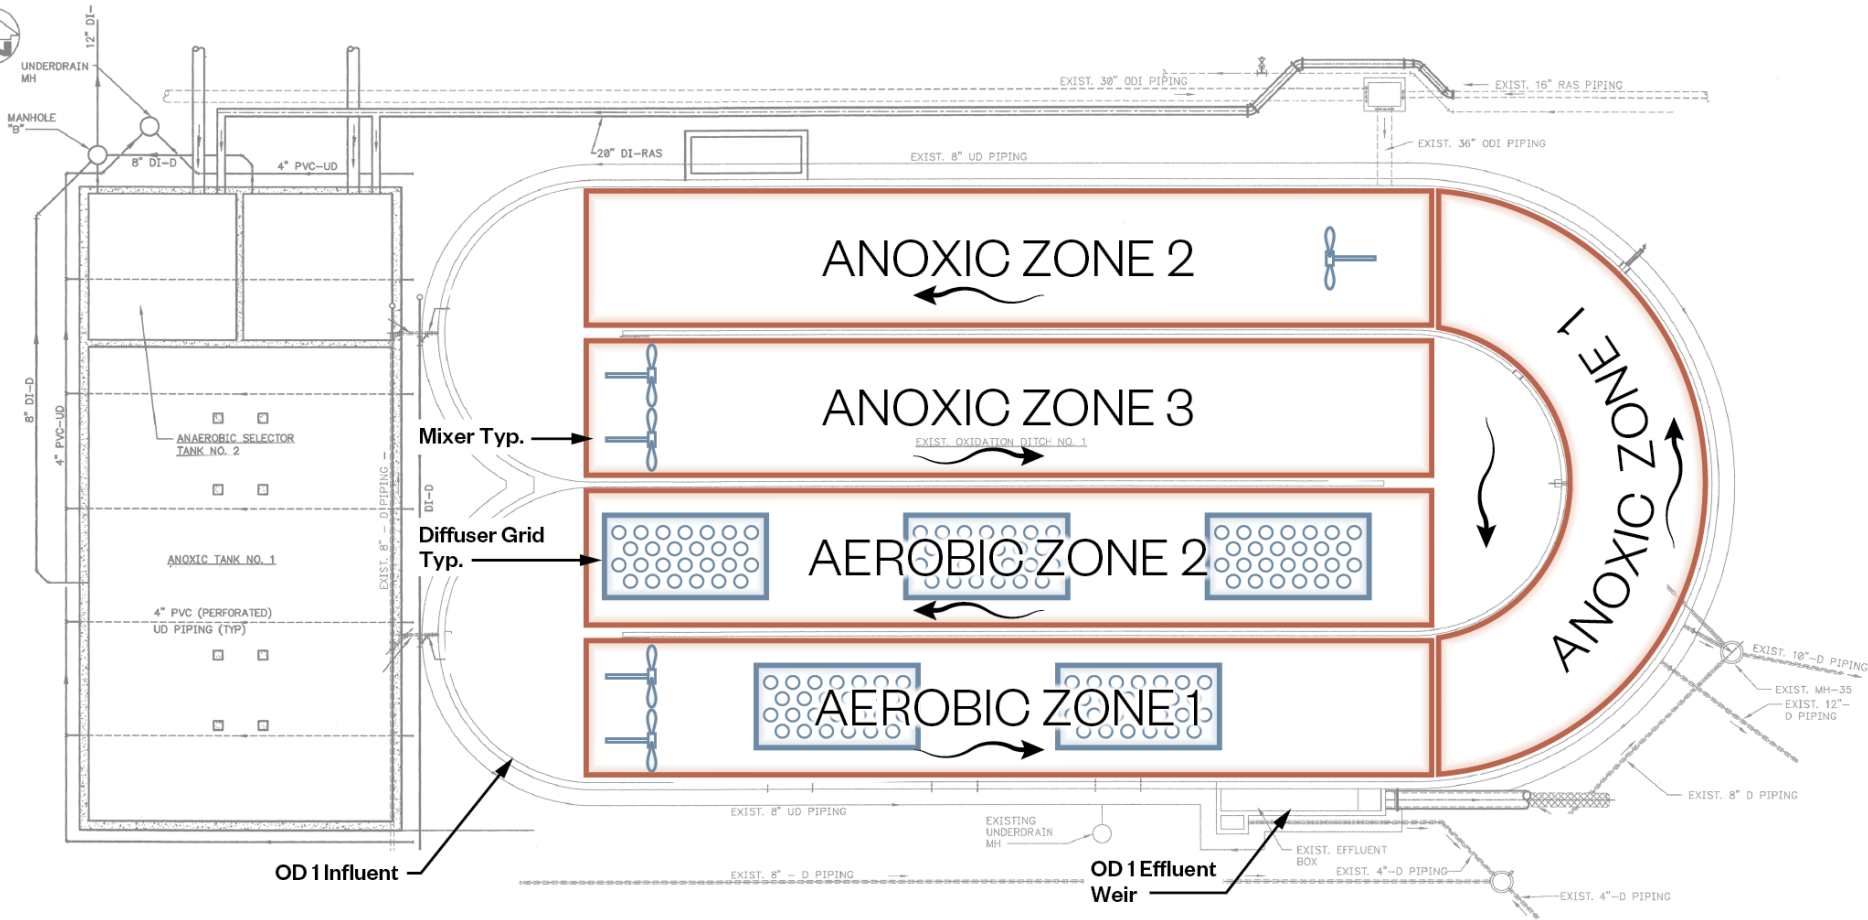 12" DI-
UNDERDRAIN
MH
MANHOLE
"B"
8" DI-D
4" PVC-UD
20" DI-RAS
EXIST. 30" ODI PIPING
EXIST. 16" RAS PIPING
EXIST. 36" ODI PIPING
EXIST. 8" UD PIPING
ANOXIC ZONE 2
ANOXIC ZONE 1
ANOXIC ZONE 3
EXIST. OXIDATION DITCH NO. 1
Mixer Typ.
8" DI-D
4" PVC-UD
ANAEROBIC SELECTOR
TANK NO. 2
EXIST. 8" - D PIPING -
DI-D
Diffuser Grid
Typ.
AEROBIC ZONE 2
ANOXIC TANK NO. 1
4" PVC (PERFORATED)
UD PIPING (TYP)
AEROBIC ZONE 1
EXIST. 10"-D PIPING
EXIST. MH-35
EXIST. 12"-
D PIPING
EXIST. 8" D PIPING
EXIST. 8" UD PIPING
EXISTING
UNDERDRAIN
MH
EXIST. EFFLUENT
BOX
OD 1 Influent
OD 1 Effluent
Weir
EXIST. 8" - D PIPING
EXIST. 4"-D PIPING
EXIST. 4"-D PIPING